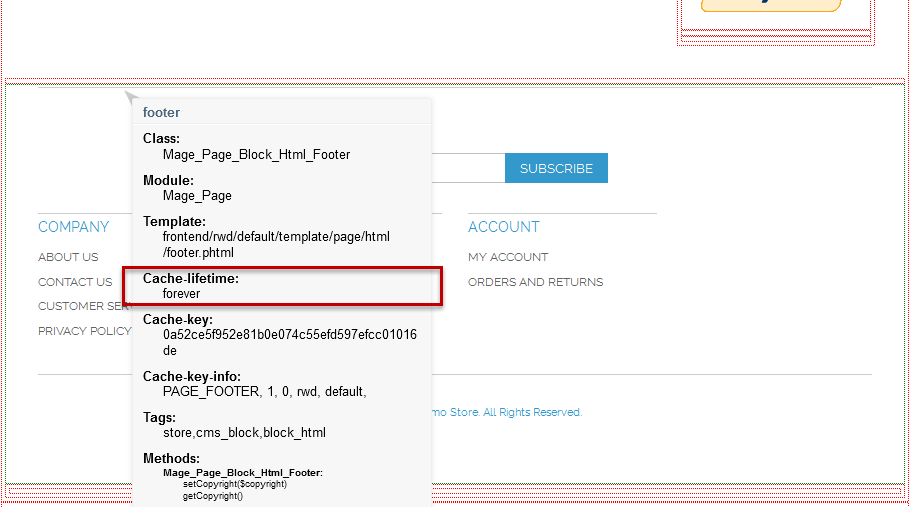 footer
Class:
Mage_Page_Block_Html_Footer
Module:
Mage_Page
Template:
frontend/rwd/default/template/page/html
/footer.phtml
Cache-lifetime:
forever
Cache-key:
0a52ce5f952e81b0e074c55efd597efcc01016
de
Cache-key-info:
PAGE_FOOTER, 1, 0, rwd, default,
Tags:
store,cms_block,block_html
Methods:
Mage_Page_Block_Html_Footer:
setCopyright($copyright)
getCopyright()
SUBSCRIBE
COMPANY
ABOUT US
CONTACT US
CUSTOMER SER
PRIVACY POLICY
ACCOUNT
MY ACCOUNT
ORDERS AND RETURNS
mo Store. All Rights Reserved.